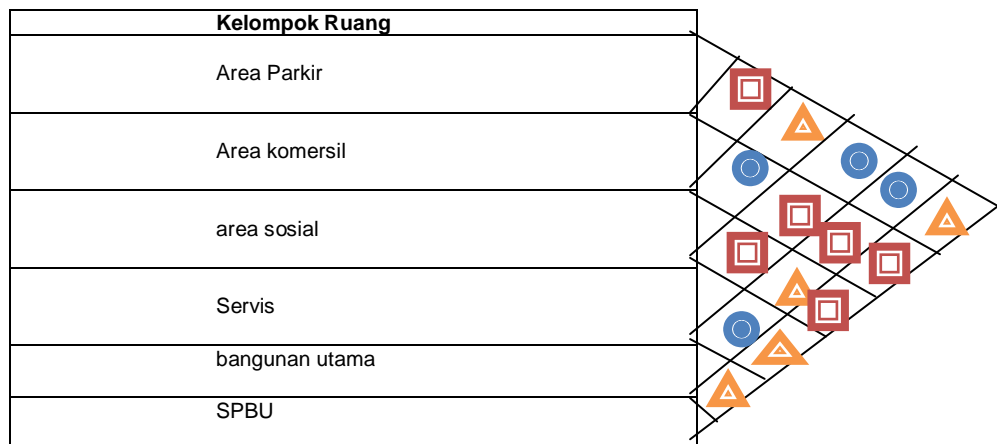 Kelompok Ruang
Area Parkir
Area komersil
area sosial
Servis
bangunan utama
SPBU